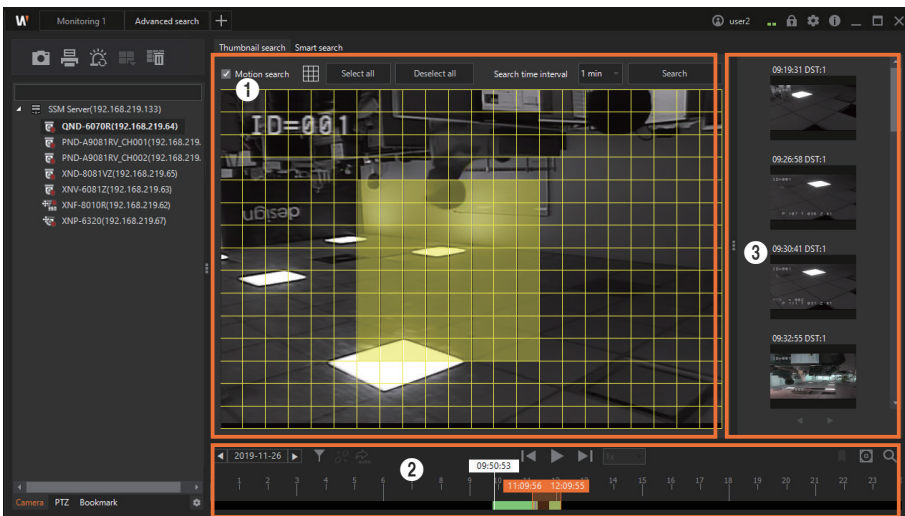 W Monitoring 1 Advanced search user2
Thumbnail search Smart search
Motion search Select all Deselect all Search time interval 1 min Search
1
ID=001
design
SSM Server(192.168.219.133)
QND-6070R(192.168.219.64)
PND-A9081RV_CH001(192.168.219.
PND-A9081RV_CH002(192.168.219.
XND-8081VZ(192.168.219.65)
XNV-6081Z(192.168.219.63)
XNF-8010R(192.168.219.62)
XNP-6320(192.168.219.67)
Camera PTZ Bookmark
09:19:31 DST:1
09:26:58 DST:1
3
09:30:41 DST:1
09:32:55 DST:1
2019-11-26 1x
2
09:50:53
1 2 3 4 5 6 7 8 9 10 11 12 13 14 15 16 17 18 19 20 21 22 23
11:09:56 12:09:55